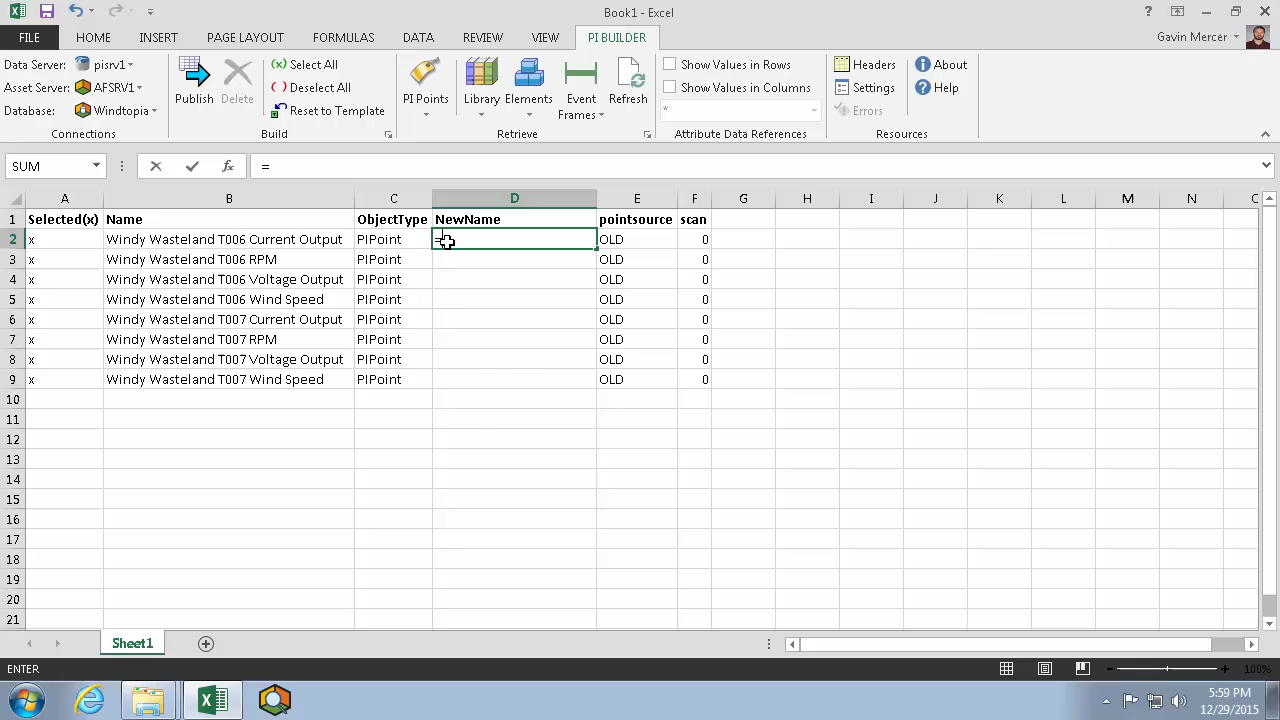 Book1 - Excel
FILE HOME INSERT PAGE LAYOUT FORMULAS DATA REVIEW VIEW PI BUILDER Gavin Mercer
Data Server: pisrv1
Asset Server: AFSRV1
Database: Windtopia
Connections
Publish Delete
(x) Select All
( ) Deselect All
Reset to Template
Build
PI Points Library Elements Event Frames Refresh
Retrieve
Show Values in Rows
Show Values in Columns
*
Attribute Data References
Headers
Settings
Errors
About
Help
Resources
SUM fx =
A B C D E F G H I J K L M N
1 Selected(x) Name ObjectType NewName pointsource scan
2 x Windy Wasteland T006 Current Output PIPoint = OLD 0
3 x Windy Wasteland T006 RPM PIPoint OLD 0
4 x Windy Wasteland T006 Voltage Output PIPoint OLD 0
5 x Windy Wasteland T006 Wind Speed PIPoint OLD 0
6 x Windy Wasteland T007 Current Output PIPoint OLD 0
7 x Windy Wasteland T007 RPM PIPoint OLD 0
8 x Windy Wasteland T007 Voltage Output PIPoint OLD 0
9 x Windy Wasteland T007 Wind Speed PIPoint OLD 0
10
11
12
13
14
15
16
17
18
19
20
21
Sheet1
ENTER 100%
5:59 PM
12/29/2015